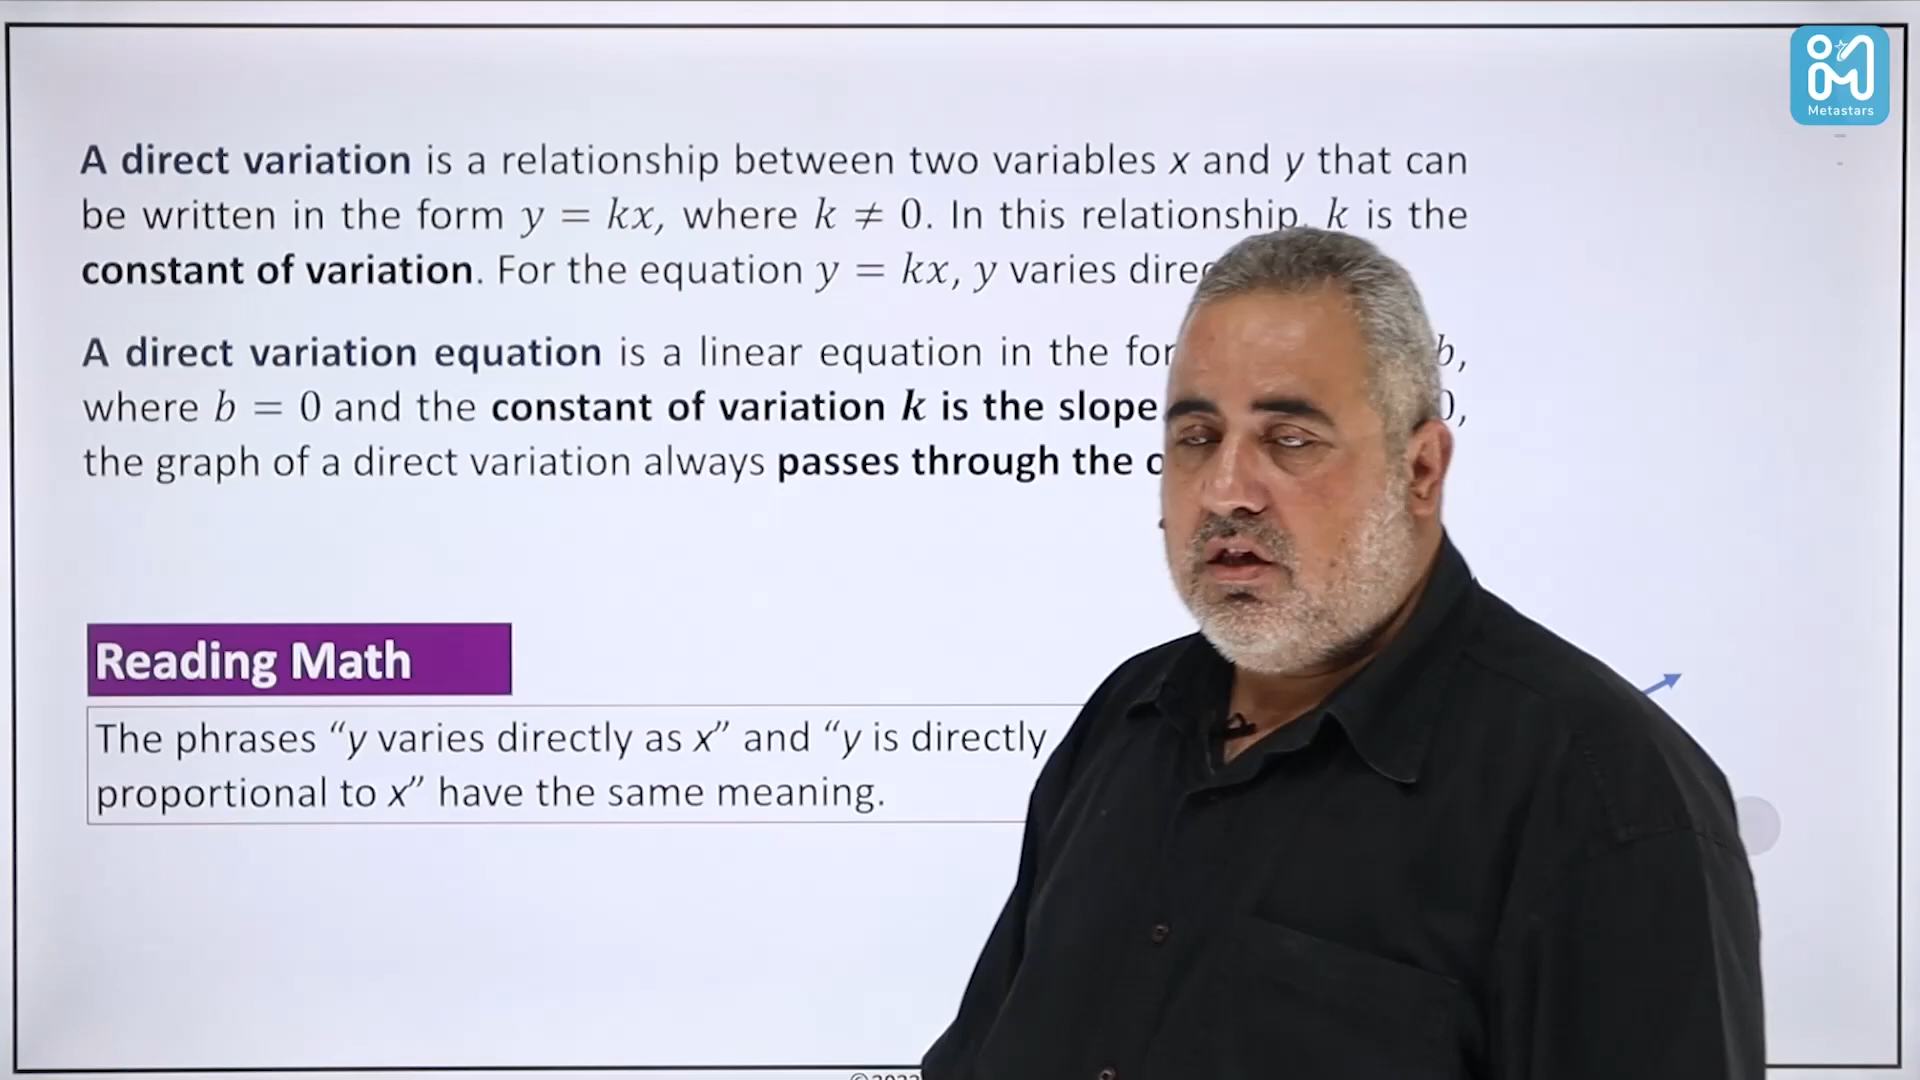 Metastars
A direct variation is a relationship between two variables x and y that can
be written in the form y = kx, where k ≠ 0. In this relationship, k is the
constant of variation. For the equation y = kx, y varies
A direct variation equation is a linear equation in the b,
where b = 0 and the constant of variation k is the slope 0,
the graph of a direct variation always passes through the
Reading Math
The phrases “y varies directly as x” and “y is directly
proportional to x” have the same meaning.